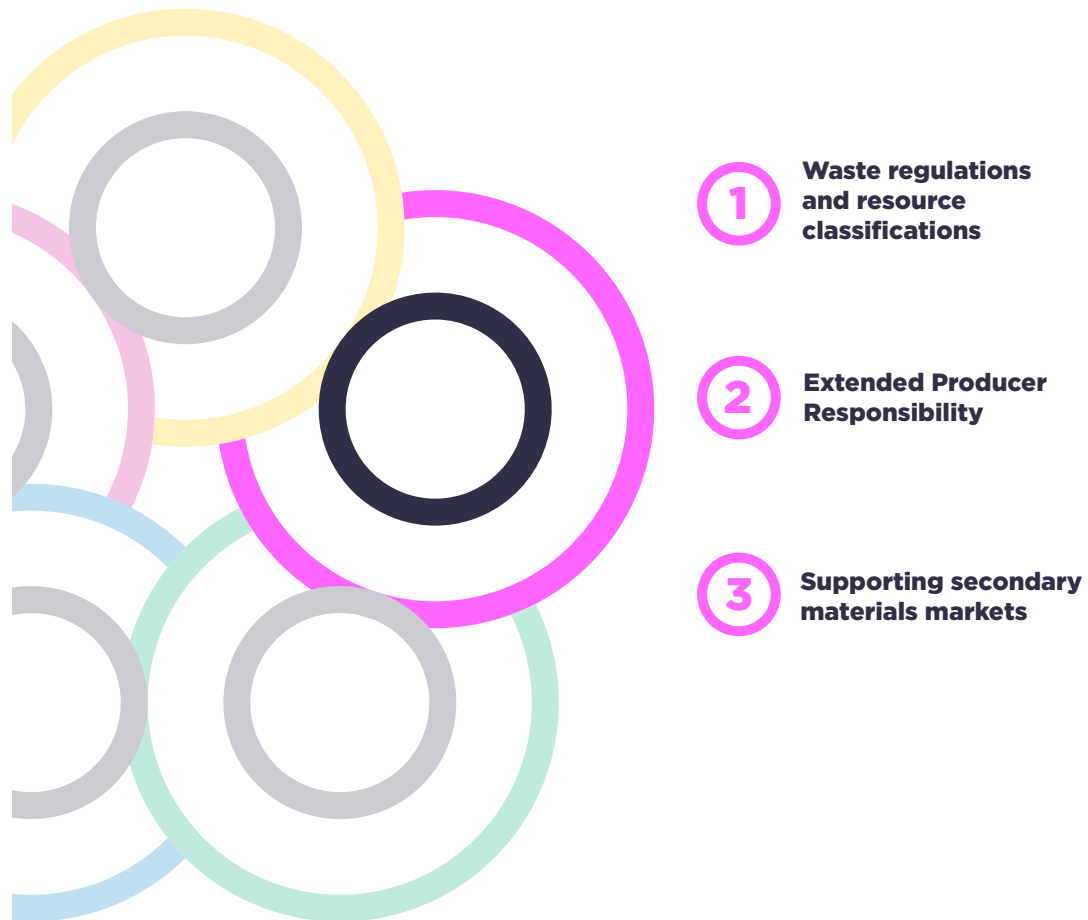 1
Waste regulations
and resource
classifications
2
Extended Producer
Responsibility
3
Supporting secondary
materials markets